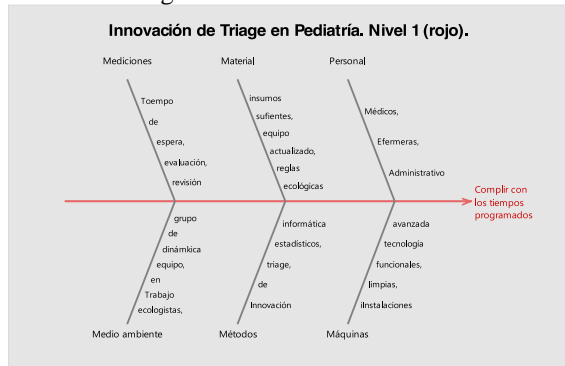 Innovación de Triage en Pediatría. Nivel 1 (rojo).
Mediciones
Material
Personal
Toempo
de
espera,
evaluación,
revisión
insumos
sufientes,
equipo
actualizado,
reglas
ecológicas
Médicos,
Efermeras,
Administrativo
Complir con
los tiempos
programados
grupo
de
dinámkica
equipo,
en
Trabajo
ecologistas,
informática
estadísticos,
triage,
de
Innovación
avanzada
tecnología
funcionales,
limpias,
iInstalaciones
Medio ambiente
Métodos
Máquinas